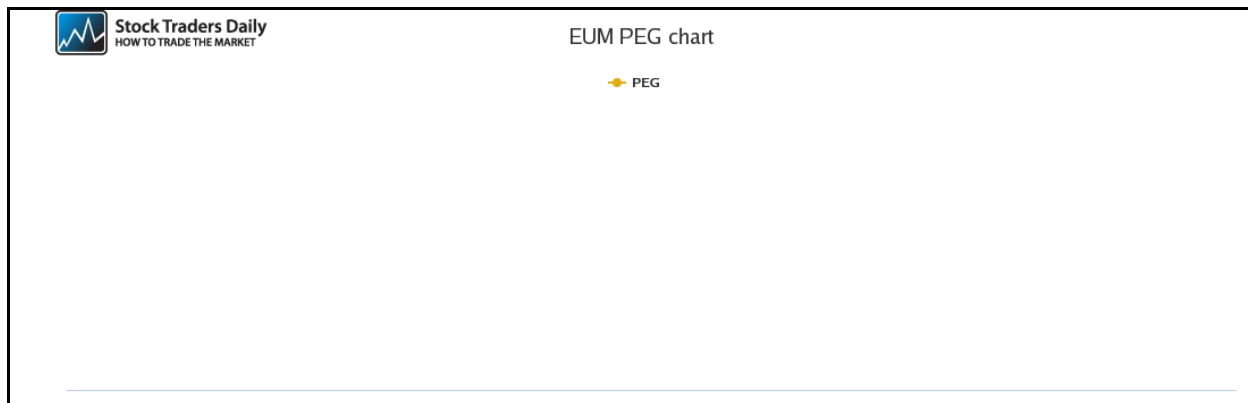 Stock Traders Daily
HOW TO TRADE THE MARKET
EUM PEG chart
PEG